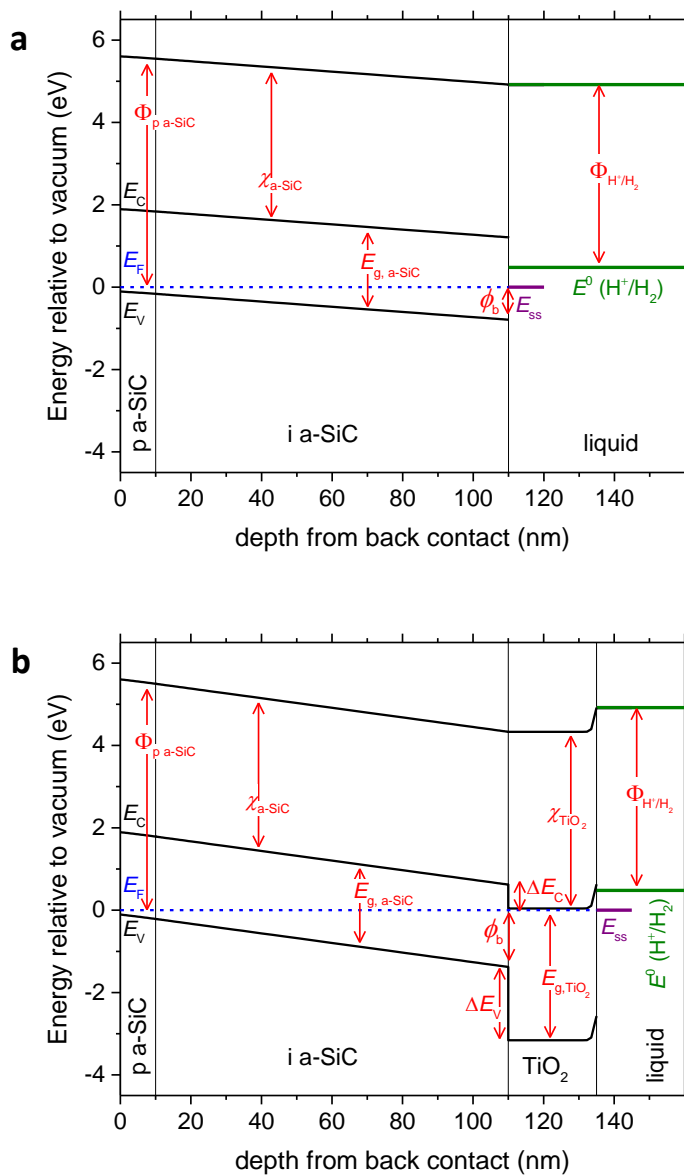 a
Energy relative to vacuum (eV)
6
4
2
0
-2
-4
Φp a-SiC
χa-SiC
ΦH+/H2
EC
Eg, a-SiC
EF
E0 (H+/H2)
EV
ϕb
Ess
p a-SiC
i a-SiC
liquid
0 20 40 60 80 100 120 140
depth from back contact (nm)
b
Energy relative to vacuum (eV)
6
4
2
0
-2
-4
Φp a-SiC
χa-SiC
χTiO2
ΦH+/H2
EC
Eg, a-SiC
ΔEC
EF
EV
ϕb
Ess
E0 (H+/H2)
Eg,TiO2
ΔEV
p a-SiC
i a-SiC
TiO2
liquid
0 20 40 60 80 100 120 140
depth from back contact (nm)